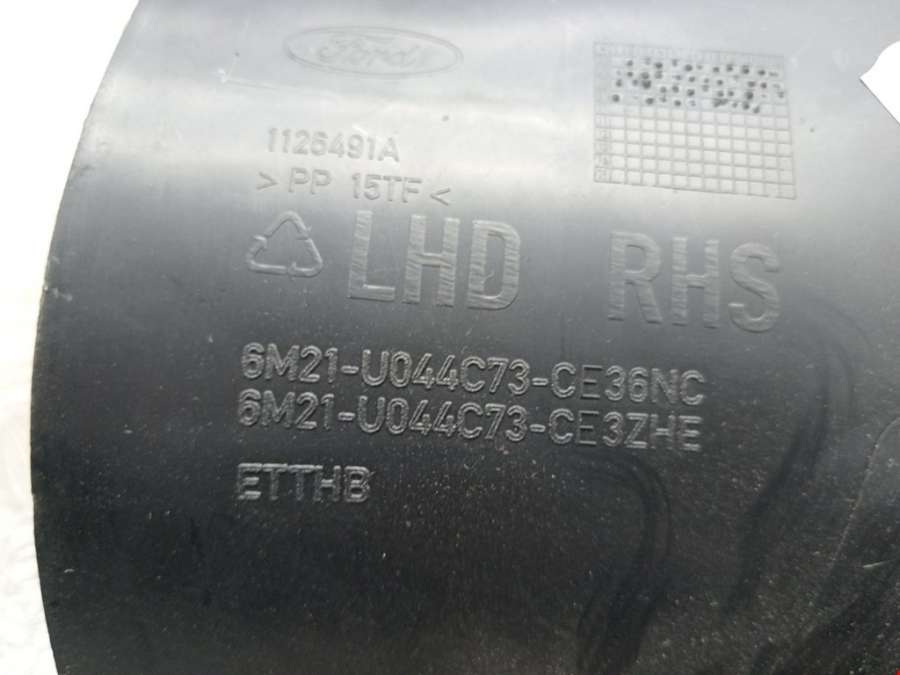 Ford
1126491A
> PP 15TF <
LHD RHS
6M21-U044C73-CE36NC
6M21-U044C73-CE3ZHE
ETTHB